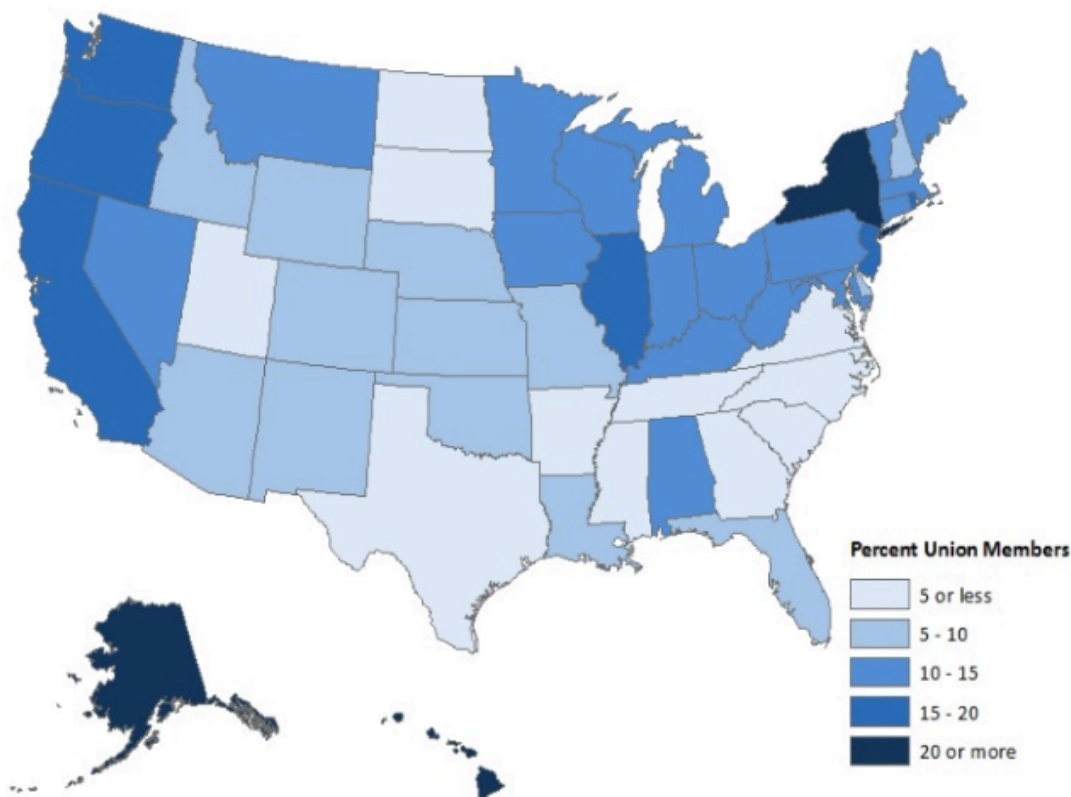 Percent Union Members
5 or less
5 - 10
10 - 15
15 - 20
20 or more